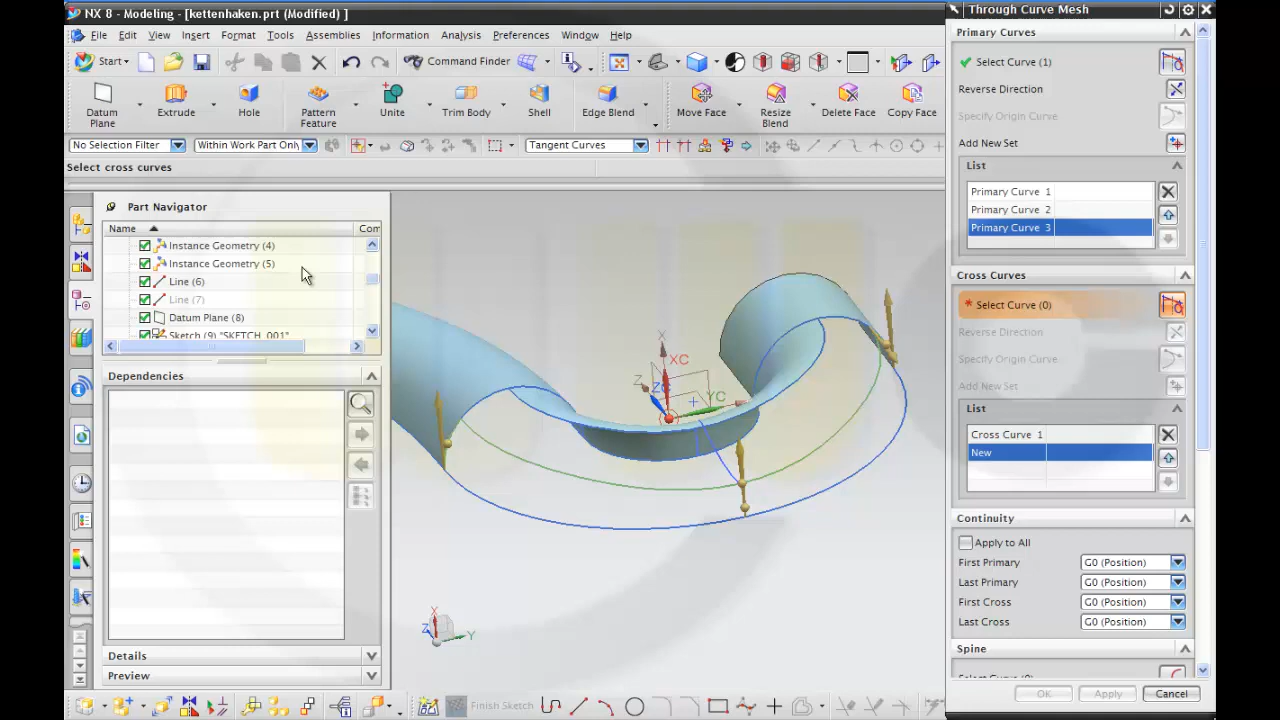 NX 8 - Modeling - [kettenhaken.prt (Modified) ]
File Edit View Insert Format Tools Assemblies Information Analysis Preferences Window Help
Start Command Finder
Datum Plane Extrude Hole Pattern Feature Unite Trim Body Shell Edge Blend Move Face Resize Blend Delete Face Copy Face
No Selection Filter Within Work Part Only Tangent Curves
Select cross curves
Part Navigator
Name Com
Instance Geometry (4)
Instance Geometry (5)
Line (6)
Line (7)
Datum Plane (8)
Sketch (9) "SKETCH_001"
Dependencies
Details
Preview
X
XC
Z
ZC
YC
X
Z
Y
Finish Sketch
Through Curve Mesh
Primary Curves
Select Curve (1)
Reverse Direction
Specify Origin Curve
Add New Set
List
Primary Curve 1
Primary Curve 2
Primary Curve 3
Cross Curves
* Select Curve (0)
Reverse Direction
Specify Origin Curve
Add New Set
List
Cross Curve 1
New
Continuity
Apply to All
First Primary G0 (Position)
Last Primary G0 (Position)
First Cross G0 (Position)
Last Cross G0 (Position)
Spine
Select Curve (0)
OK Apply Cancel